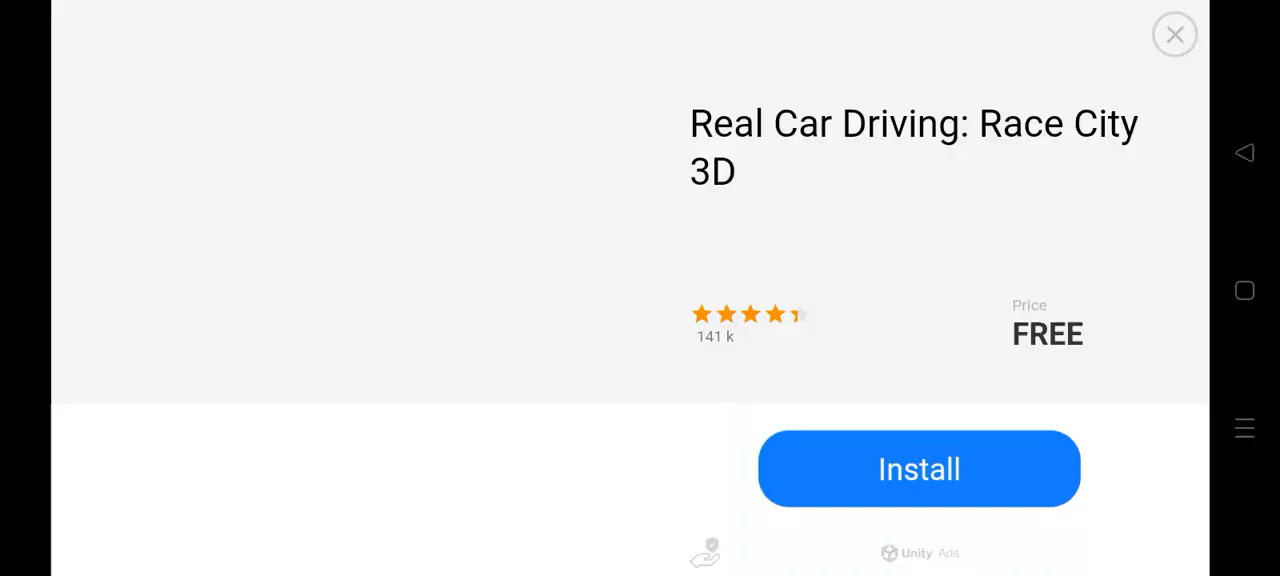 Real Car Driving: Race City
3D
141 k
Price
FREE
Install
Unity Ads